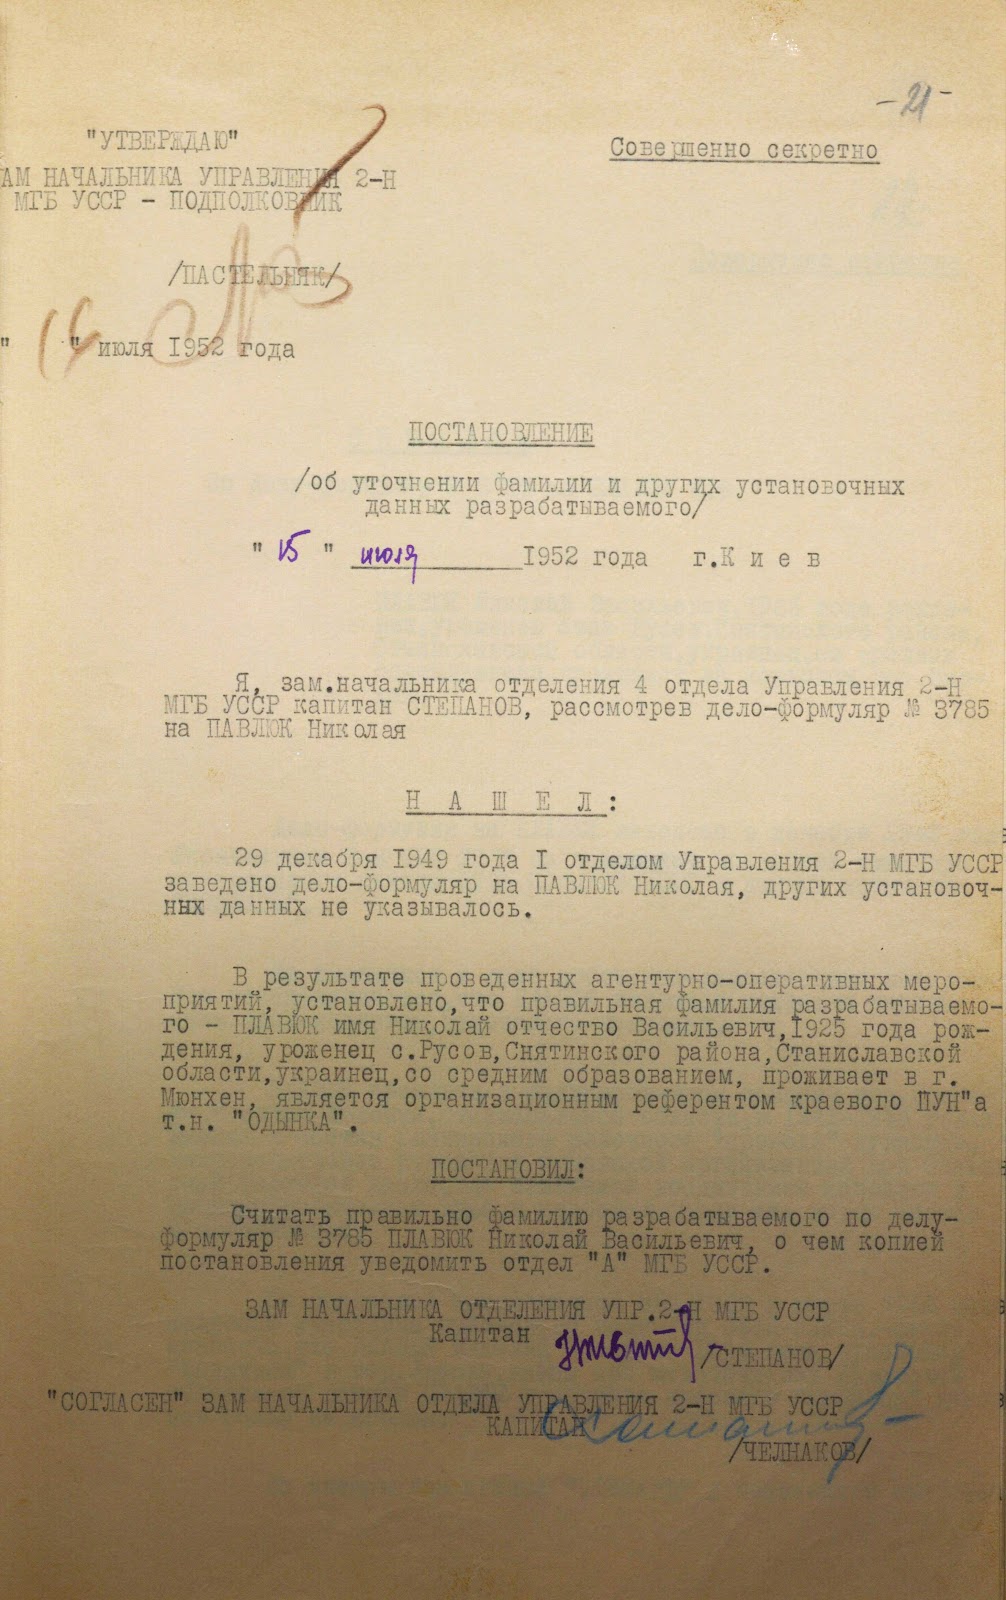 -21-
"УТВЕРЖДАЮ"
Совершенно секретно
АМ НАЧАЛЬНИКА УПРАВЛЕНИЯ 2-Н
МГБ УССР - ПОДПОЛКОВНИК
/ПАСТЕЛЬНЯК/
"16" июля 1952 года
ПОСТАНОВЛЕНИЕ
/об уточнении фамилии и других установочных
данных разрабатываемого/
" 15 " июля 1952 года г.К и е в
Я, зам.начальника отделения 4 отдела Управления 2-Н
МГБ УССР капитан СТЕПАНОВ, рассмотрев дело-формуляр № 3785
на ПАВЛЮК Николая
Н А Ш Е Л :
29 декабря 1949 года I отделом Управления 2-Н МГБ УССР
заведено дело-формуляр на ПАВЛЮК Николая, других установоч-
ных данных не указывалось.
В результате проведенных агентурно-оперативных меро-
приятий, установлено,что правильная фамилия разрабатываемо-
го - ПЛАВЮК имя Николай отчество Васильевич,1925 года рож-
дения, уроженец с.Русов,Снятинского района,Станиславской
области,украинец,со средним образованием, проживает в г.
Мюнхен, является организационным референтом краевого ПУН"а
т.н. "ОДЫНКА".
ПОСТАНОВИЛ:
Считать правильно фамилию разрабатываемого по делу-
формуляр № 3785 ПЛАВЮК Николай Васильевич, о чем копией
постановления уведомить отдел "А" МГБ УССР.
ЗАМ НАЧАЛЬНИКА ОТДЕЛЕНИЯ УПР.2-Н МГБ УССР
Капитан
/СТЕПАНОВ/
"СОГЛАСЕН" ЗАМ НАЧАЛЬНИКА ОТДЕЛА УПРАВЛЕНИЯ 2-Н МГБ УССР
КАПИТАН
/ЧЕЛНАКОВ/